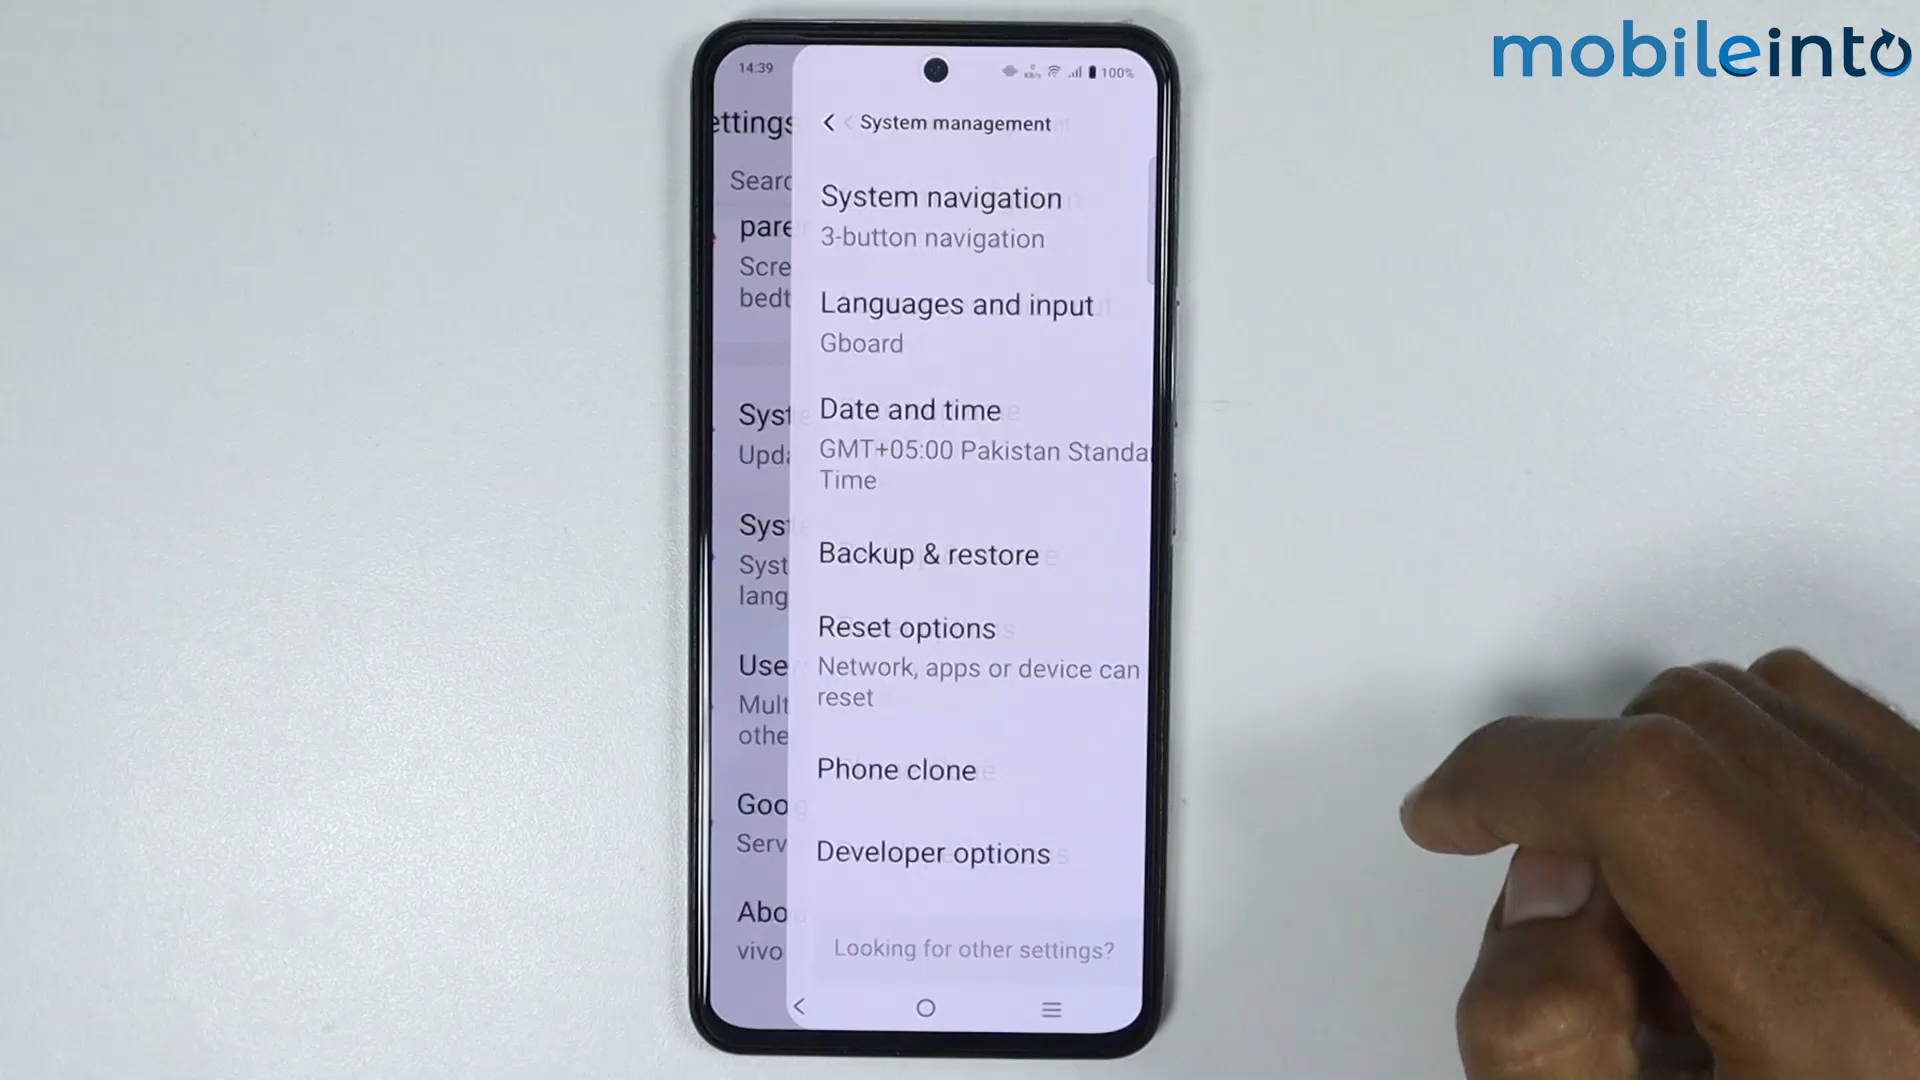 mobileinto
14:39
100%
ettings
System management
Searc
System navigation
3-button navigation
pare
Scre
bedt
Languages and input
Gboard
Date and time
GMT+05:00 Pakistan Standa
Time
Syst
Upda
Backup & restore
Syst
Syst
lang
Reset options
Network, apps or device can
reset
Use
Mult
othe
Phone clone
Goo
Serv
Developer options
Abo
vivo
Looking for other settings?